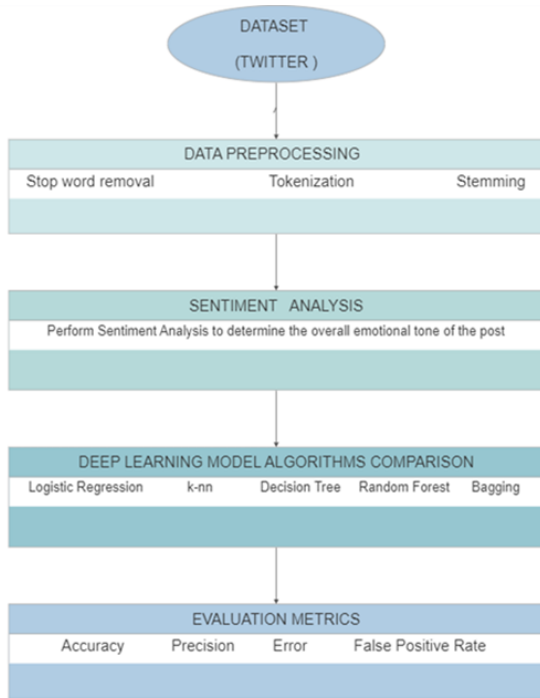 DATASET
(TWITTER )
DATA PREPROCESSING
Stop word removal Tokenization Stemming
SENTIMENT ANALYSIS
Perform Sentiment Analysis to determine the overall emotional tone of the post
DEEP LEARNING MODEL ALGORITHMS COMPARISON
Logistic Regression k-nn Decision Tree Random Forest Bagging
EVALUATION METRICS
Accuracy Precision Error False Positive Rate